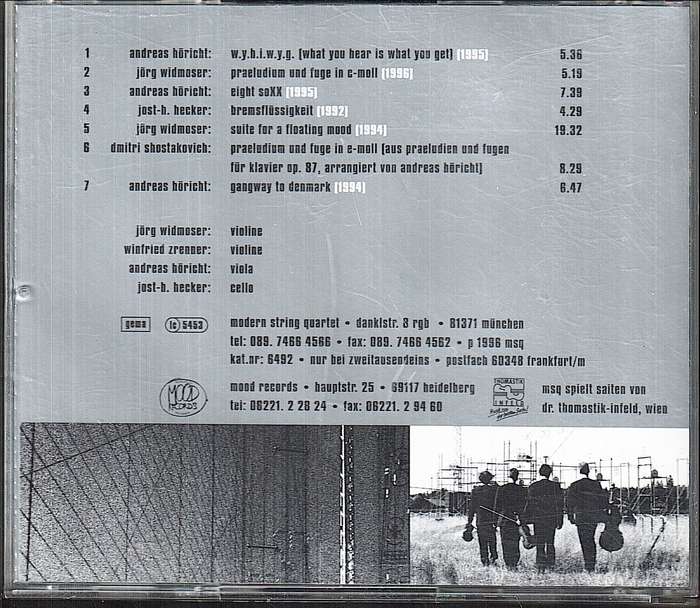 1 andreas höricht: w.y.h.i.w.y.g. (what you hear is what you get) (1995) 5.36
2 jörg widmoser: praeludium und fuge in c-moll (1996) 5.19
3 andreas höricht: eight soXX (1995) 7.39
4 jost-h. hecker: bremsflüssigkeit (1992) 4.29
5 jörg widmoser: suite for a floating mood (1994) 19.32
6 dmitri shostakovich: praeludium und fuge in e-moll (aus praeludien und fugen
für klavier op. 87, arrangiert von andreas höricht) 8.29
7 andreas höricht: gangway to denmark (1994) 6.47
jörg widmoser: violine
winfried zrenner: violine
andreas höricht: viola
jost-h. hecker: cello
gema lc 5453 modern string quartet • danklstr. 3 rgb • 81371 münchen
tel: 089. 7466 4566 • fax: 089. 7466 4562 • p 1996 msq
kat.nr: 6492 • nur bei zweitausendeins • postfach 60348 frankfurt/m
MOOD RECORDS
mood records • hauptstr. 25 • 69117 heidelberg
tel: 06221. 2 28 24 • fax: 06221. 2 94 60
THOMASTIK INFELD
msq spielt saiten von
dr. thomastik-infeld, wien